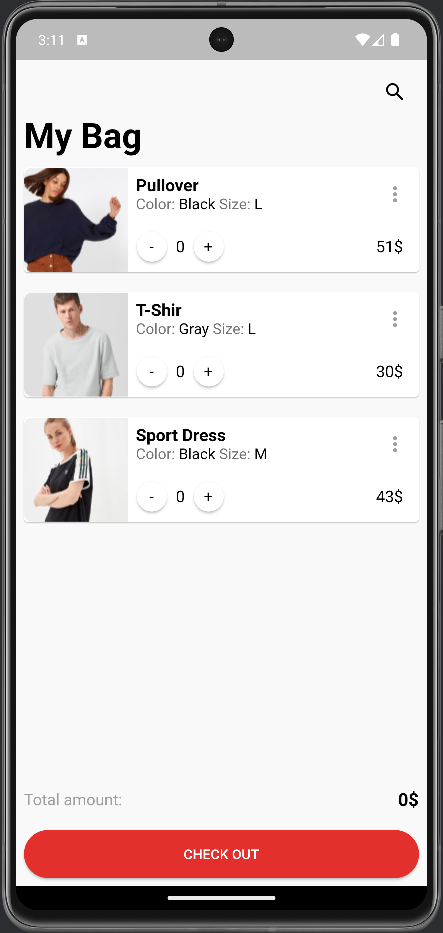 3:11 A
My Bag
Pullover
Color: Black Size: L
- 0 + 51$
T-Shir
Color: Gray Size: L
- 0 + 30$
Sport Dress
Color: Black Size: M
- 0 + 43$
Total amount: 0$
CHECK OUT